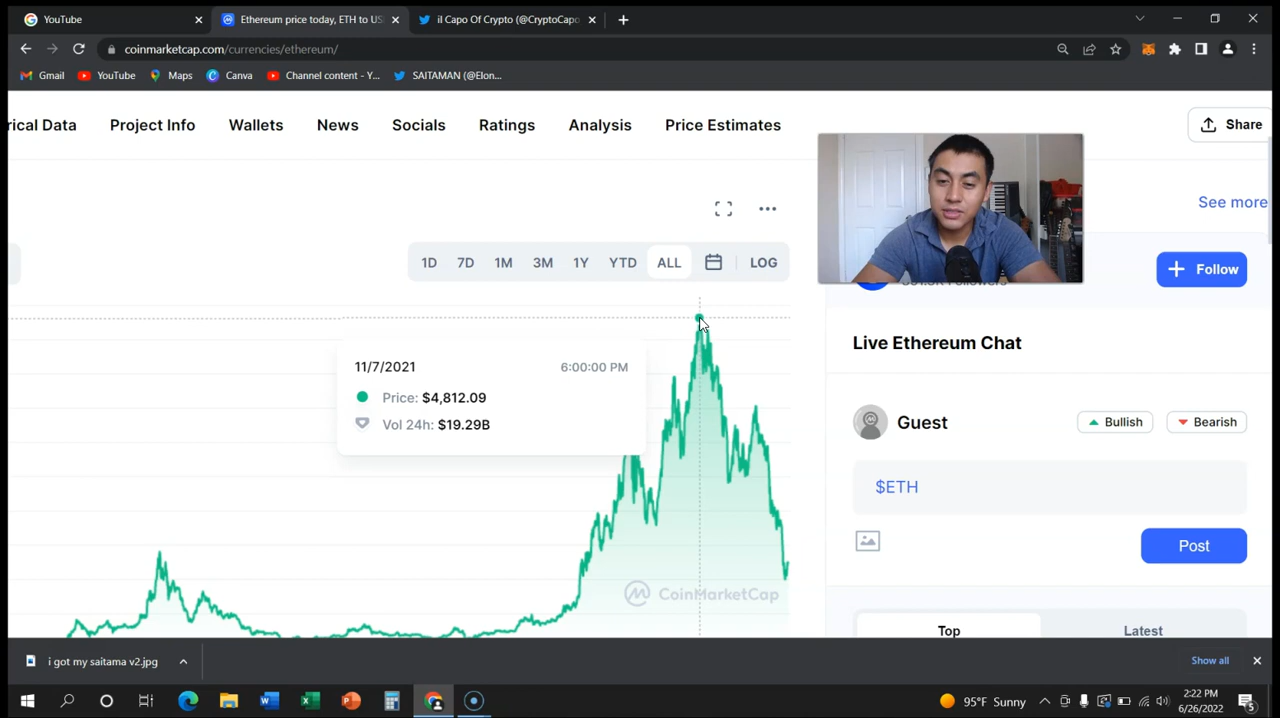 YouTube
Ethereum price today, ETH to US
il Capo Of Crypto (@CryptoCapo
coinmarketcap.com/currencies/ethereum/
Gmail
YouTube
Maps
Canva
Channel content - Y...
SAITAMAN (@Elon...
rical Data
Project Info
Wallets
News
Socials
Ratings
Analysis
Price Estimates
Share
See more
1D 7D 1M 3M 1Y YTD ALL LOG
Follow
11/7/2021 6:00:00 PM
Price: $4,812.09
Vol 24h: $19.29B
CoinMarketCap
Followers
Live Ethereum Chat
Guest
Bullish
Bearish
$ETH
Post
Top
Latest
i got my saitama v2.jpg
Show all
95°F Sunny
2:22 PM
6/26/2022
5